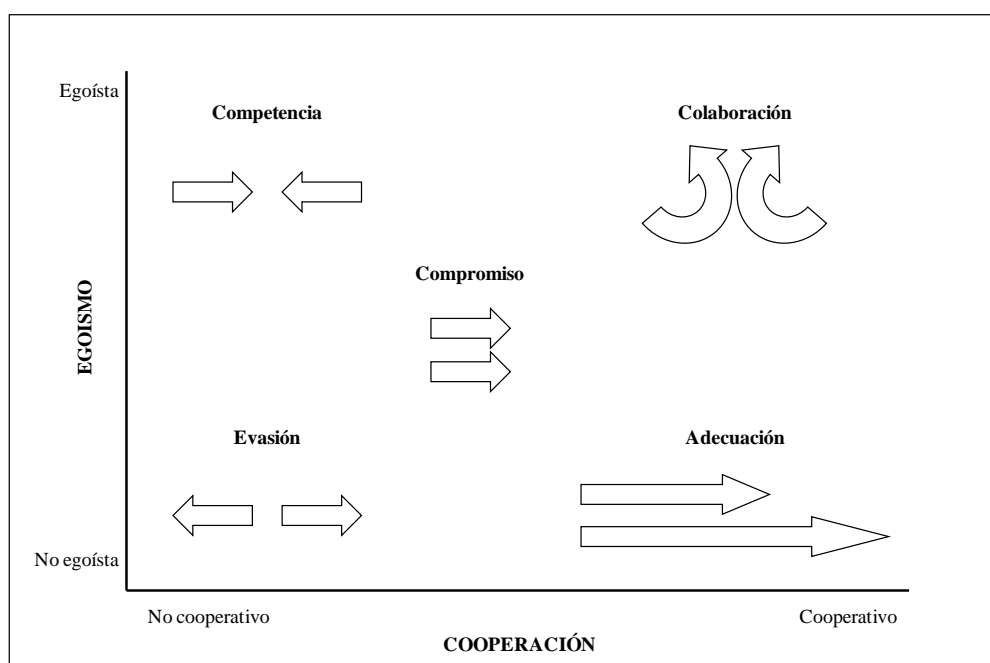 Egoísta
Competencia
Colaboración
Compromiso
EGOISMO
Evasión
Adecuación
No egoísta
No cooperativo
Cooperativo
COOPERACIÓN